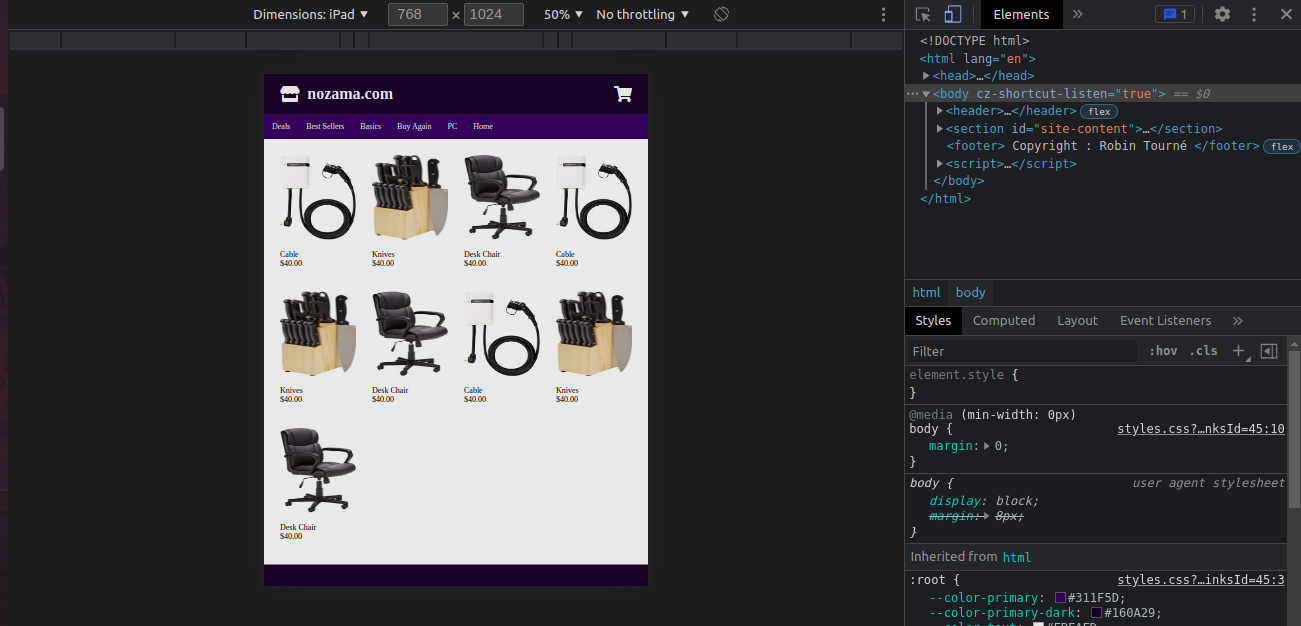 Dimensions: iPad ▼ 768 × 1024 50% ▼ No throttling ▼
Elements » 1
nozama.com
Deals Best Sellers Basics Buy Again PC Home
Cable Knives Desk Chair Cable
$40.00 $40.00 $40.00 $40.00
Knives Desk Chair Cable Knives
$40.00 $40.00 $40.00 $40.00
Desk Chair
$40.00
<!DOCTYPE html>
<html lang="en">
▶<head>…</head>
…▼<body cz-shortcut-listen="true"> == $0
▶<header>…</header> flex
▶<section id="site-content">…</section>
<footer> Copyright : Robin Tourné </footer> flex
▶<script>…</script>
</body>
</html>
html body
Styles Computed Layout Event Listeners »
Filter :hov .cls +
element.style {
}
@media (min-width: 0px)
body { styles.css?…nksId=45:10
margin:▶ 0;
}
body { user agent stylesheet
display: block;
margin:▶ 8px;
}
Inherited from html
:root { styles.css?…inksId=45:3
--color-primary: #311F5D;
--color-primary-dark: #160A29;